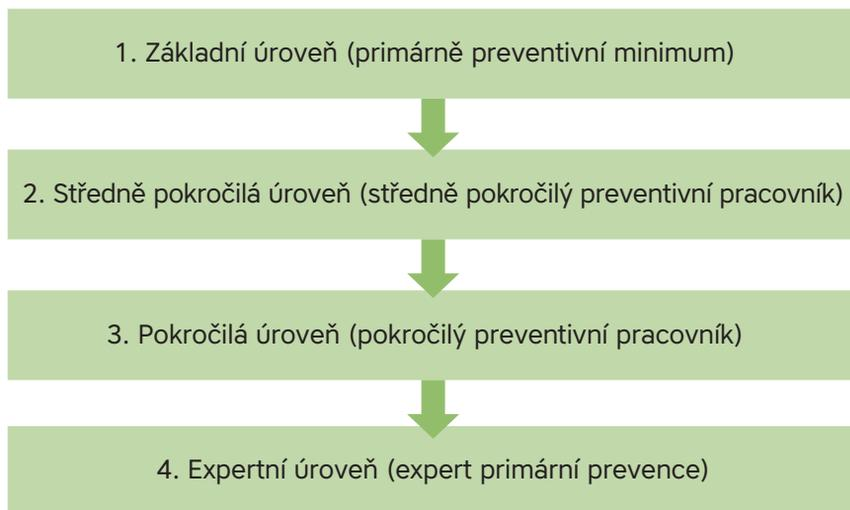 1. Základní úroveň (primárně preventivní minimum)
2. Středně pokročilá úroveň (středně pokročilý preventivní pracovník)
3. Pokročilá úroveň (pokročilý preventivní pracovník)
4. Expertní úroveň (expert primární prevence)